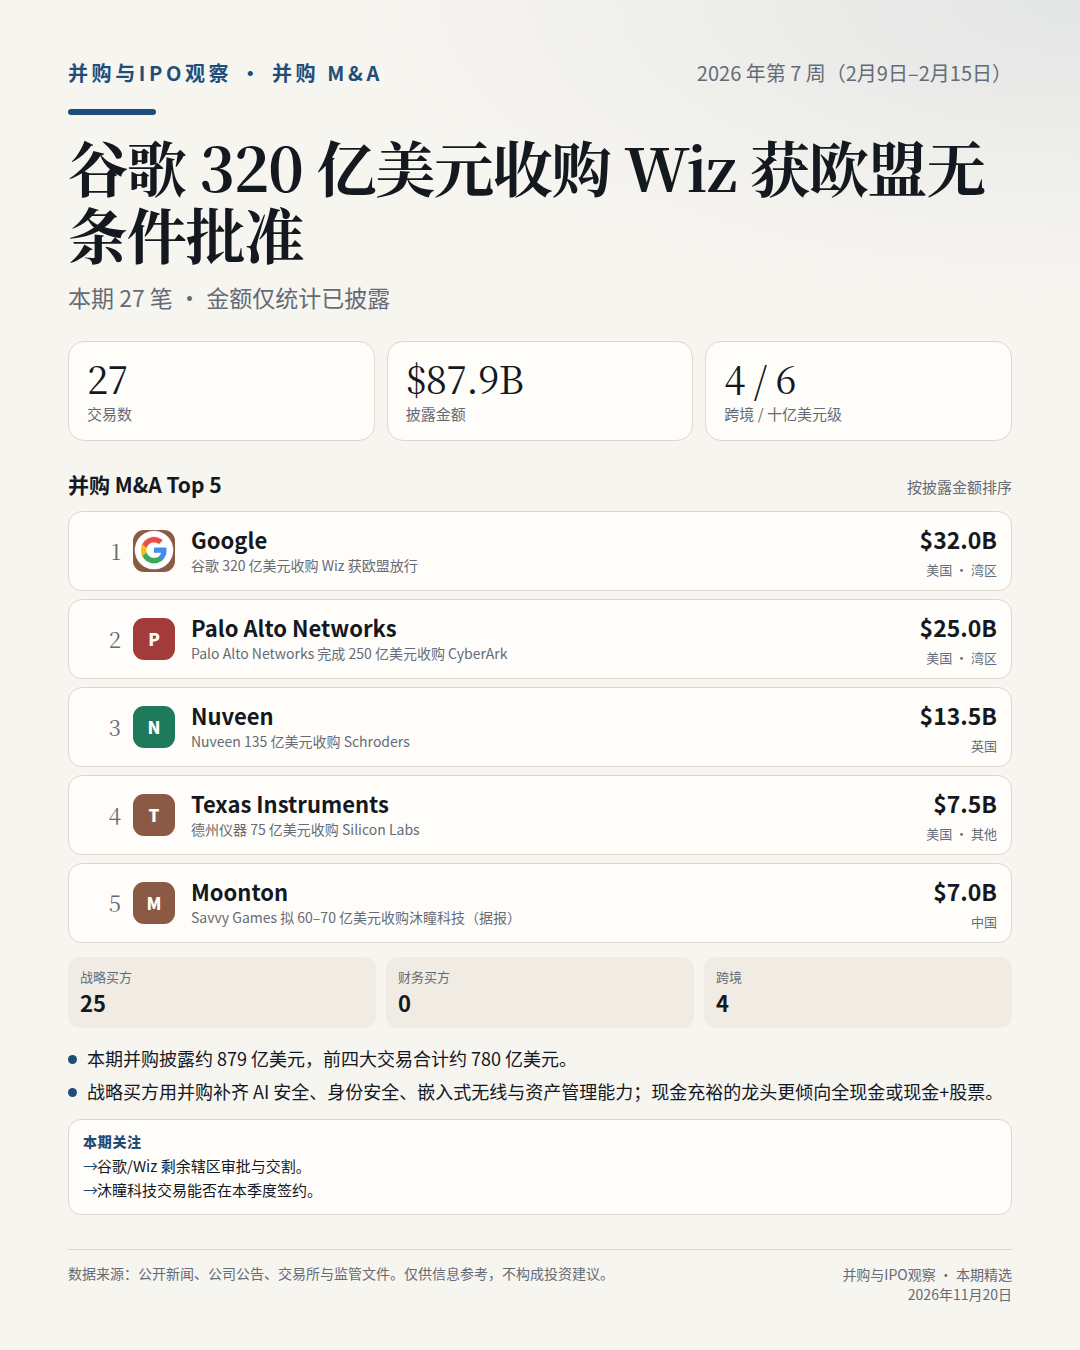 并购与IPO观察 · 并购 M&A
2026 年第 7 周（2月9日–2月15日）
谷歌 320 亿美元收购 Wiz 获欧盟无
条件批准
本期 27 笔 · 金额仅统计已披露
27
交易数
$87.9B
披露金额
4 / 6
跨境 / 十亿美元级
并购 M&A Top 5
按披露金额排序
1
Google
谷歌 320 亿美元收购 Wiz 获欧盟放行
$32.0B
美国 · 湾区
2
P
Palo Alto Networks
Palo Alto Networks 完成 250 亿美元收购 CyberArk
$25.0B
美国 · 湾区
3
N
Nuveen
Nuveen 135 亿美元收购 Schroders
$13.5B
英国
4
T
Texas Instruments
德州仪器 75 亿美元收购 Silicon Labs
$7.5B
美国 · 其他
5
M
Moonton
Savvy Games 拟 60–70 亿美元收购沐瞳科技（据报）
$7.0B
中国
战略买方
25
财务买方
0
跨境
4
本期并购披露约 879 亿美元，前四大交易合计约 780 亿美元。
战略买方用并购补齐 AI 安全、身份安全、嵌入式无线与资产管理能力；现金充裕的龙头更倾向全现金或现金+股票。
本期关注
→谷歌/Wiz 剩余辖区审批与交割。
→沐瞳科技交易能否在本季度签约。
数据来源：公开新闻、公司公告、交易所与监管文件。仅供信息参考，不构成投资建议。
并购与IPO观察 · 本期精选
2026年11月20日